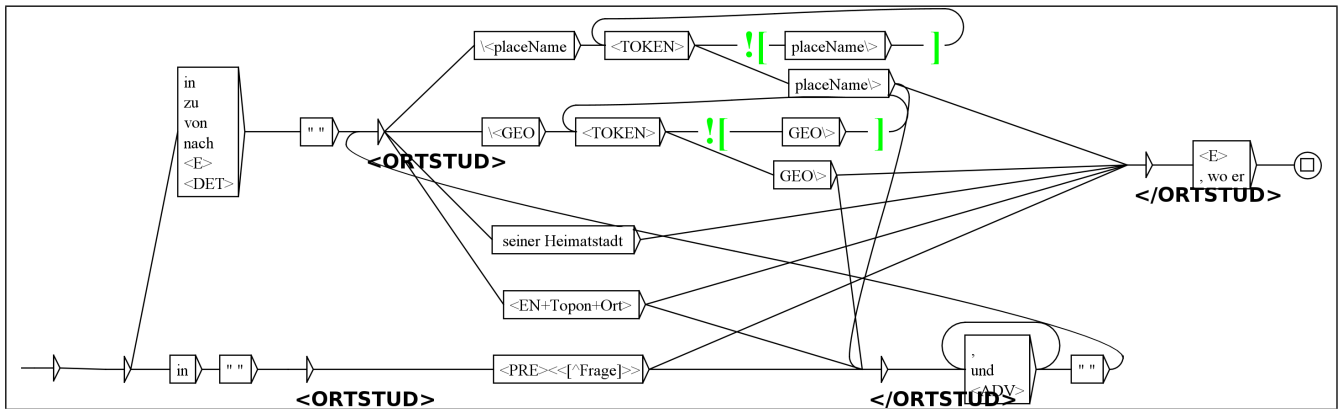 \<placeName
<TOKEN>
![
placeName\>
]
placeName\>
in
zu
von
nach
<E>
<DET>
" "
<ORTSTUD>
\<GEO
<TOKEN>
![
GEO\>
]
GEO\>
<E>
, wo er
</ORTSTUD>
seiner Heimatstadt
<EN+Topon+Ort>
in
" "
<ORTSTUD>
<PRE><<[^Frage]>>
</ORTSTUD>
,
und
<ADV>
" "